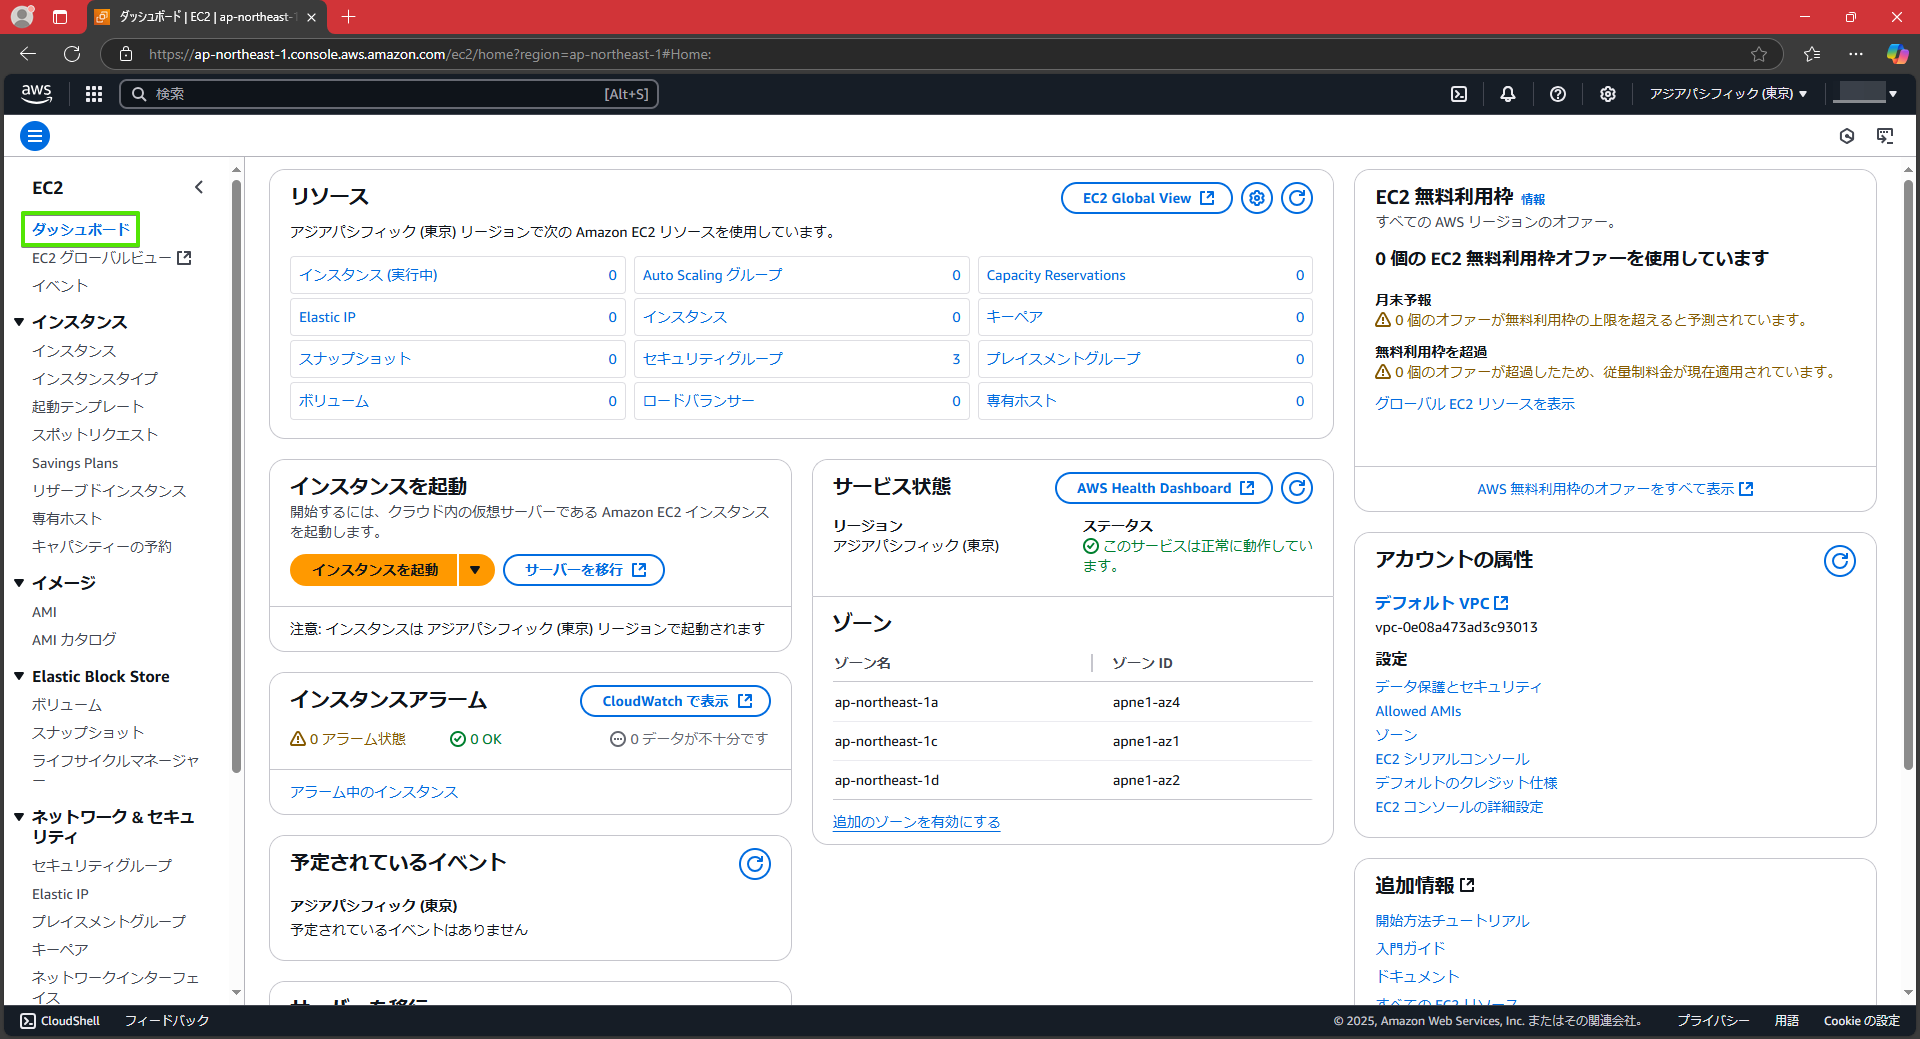 ダッシュボード | EC2 | ap-northeast-1
https://ap-northeast-1.console.aws.amazon.com/ec2/home?region=ap-northeast-1#Home:
aws
検索
[Alt+S]
アジアパシフィック (東京)
EC2
ダッシュボード
EC2 グローバルビュー
イベント
インスタンス
インスタンス
インスタンスタイプ
起動テンプレート
スポットリクエスト
Savings Plans
リザーブドインスタンス
専有ホスト
キャパシティーの予約
イメージ
AMI
AMI カタログ
Elastic Block Store
ボリューム
スナップショット
ライフサイクルマネージャ
ー
ネットワーク & セキュ
リティ
セキュリティグループ
Elastic IP
プレイスメントグループ
キーペア
ネットワークインターフェ
イス
リソース
EC2 Global View
アジアパシフィック (東京) リージョンで次の Amazon EC2 リソースを使用しています。
インスタンス (実行中) 0
Auto Scaling グループ 0
Capacity Reservations 0
Elastic IP 0
インスタンス 0
キーペア 0
スナップショット 0
セキュリティグループ 3
プレイスメントグループ 0
ボリューム 0
ロードバランサー 0
専有ホスト 0
インスタンスを起動
開始するには、クラウド内の仮想サーバーである Amazon EC2 インスタンス
を起動します。
インスタンスを起動
サーバーを移行
注意: インスタンスは アジアパシフィック (東京) リージョンで起動されます
インスタンスアラーム
CloudWatch で表示
0 アラーム状態
0 OK
0 データが不十分です
アラーム中のインスタンス
予定されているイベント
アジアパシフィック (東京)
予定されているイベントはありません
サーバーを移行
サービス状態
AWS Health Dashboard
リージョン
アジアパシフィック (東京)
ステータス
このサービスは正常に動作してい
ます。
ゾーン
ゾーン名 ゾーン ID
ap-northeast-1a apne1-az4
ap-northeast-1c apne1-az1
ap-northeast-1d apne1-az2
追加のゾーンを有効にする
EC2 無料利用枠 情報
すべての AWS リージョンのオファー。
0 個の EC2 無料利用枠オファーを使用しています
月末予報
0 個のオファーが無料利用枠の上限を超えると予測されています。
無料利用枠を超過
0 個のオファーが超過したため、従量制料金が現在適用されています。
グローバル EC2 リソースを表示
AWS 無料利用枠のオファーをすべて表示
アカウントの属性
デフォルト VPC
vpc-0e08a473ad3c93013
設定
データ保護とセキュリティ
Allowed AMIs
ゾーン
EC2 シリアルコンソール
デフォルトのクレジット仕様
EC2 コンソールの詳細設定
追加情報
開始方法チュートリアル
入門ガイド
ドキュメント
すべての EC2 リソース
CloudShell
フィードバック
© 2025, Amazon Web Services, Inc. またはその関連会社。
プライバシー
用語
Cookie の設定